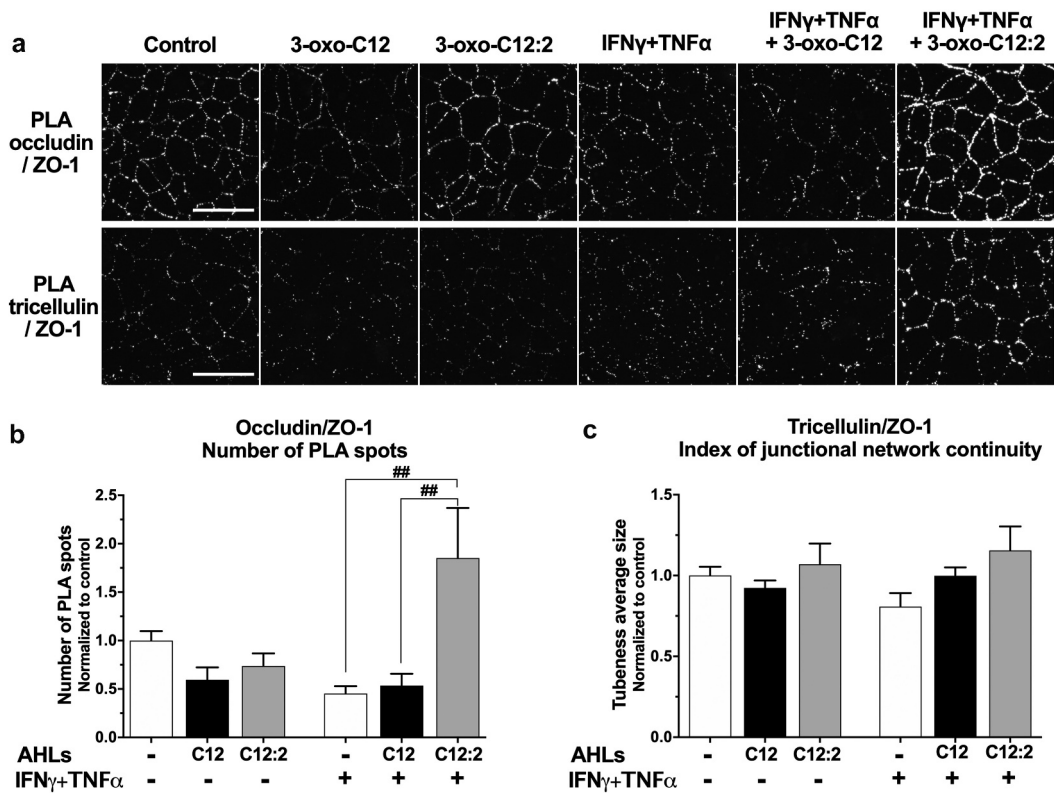 a
Control
3-oxo-C12
3-oxo-C12:2
IFNγ+TNFα
IFNγ+TNFα
+ 3-oxo-C12
IFNγ+TNFα
+ 3-oxo-C12:2
PLA
occludin
/ ZO-1
PLA
tricellulin
/ ZO-1
b
Occludin/ZO-1
Number of PLA spots
Number of PLA spots
Normalized to control
2.5
2.0
1.5
1.0
0.5
0.0
##
##
AHLs - C12 C12:2 - C12 C12:2
IFNγ+TNFα - - - + + +
c
Tricellulin/ZO-1
Index of junctional network continuity
Tubeness average size
Normalized to control
1.5
1.0
0.5
0.0
AHLs - C12 C12:2 - C12 C12:2
IFNγ+TNFα - - - + + +